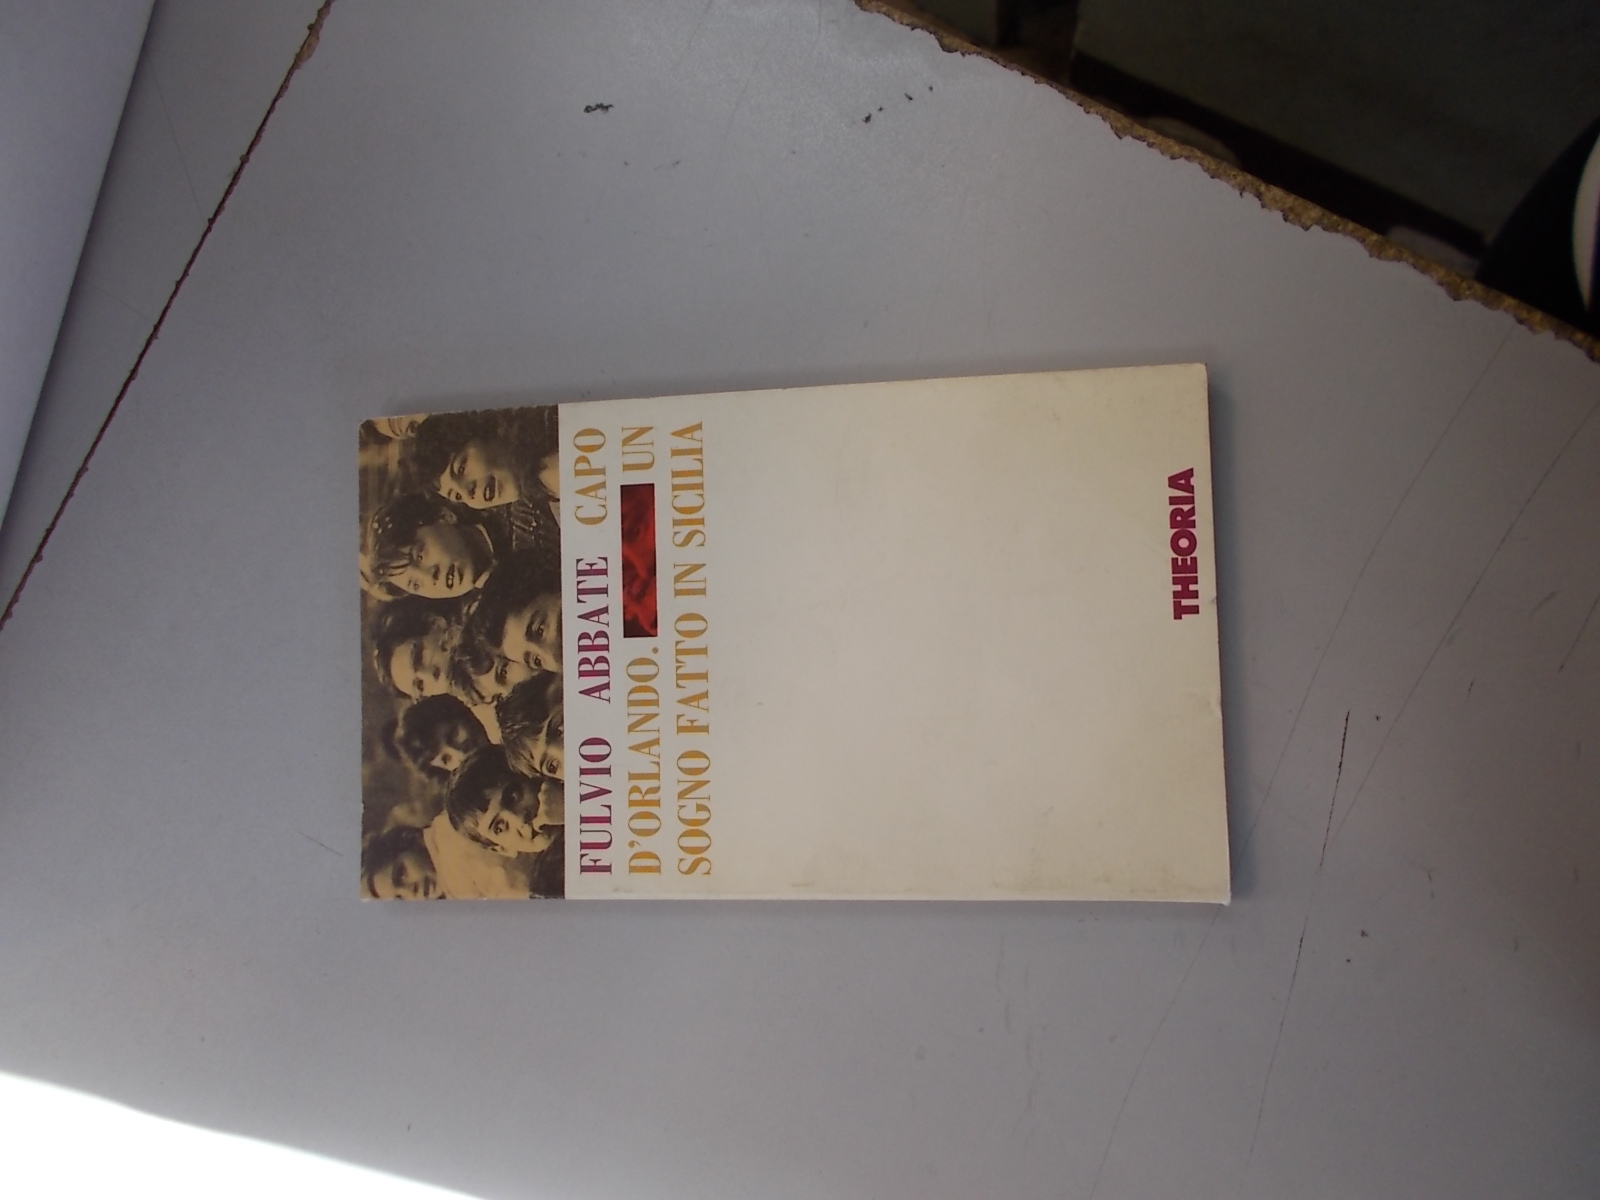 FULVIO ABBATE CAPO
D'ORLANDO. UN
SOGNO FATTO IN SICILIA
THEORIA